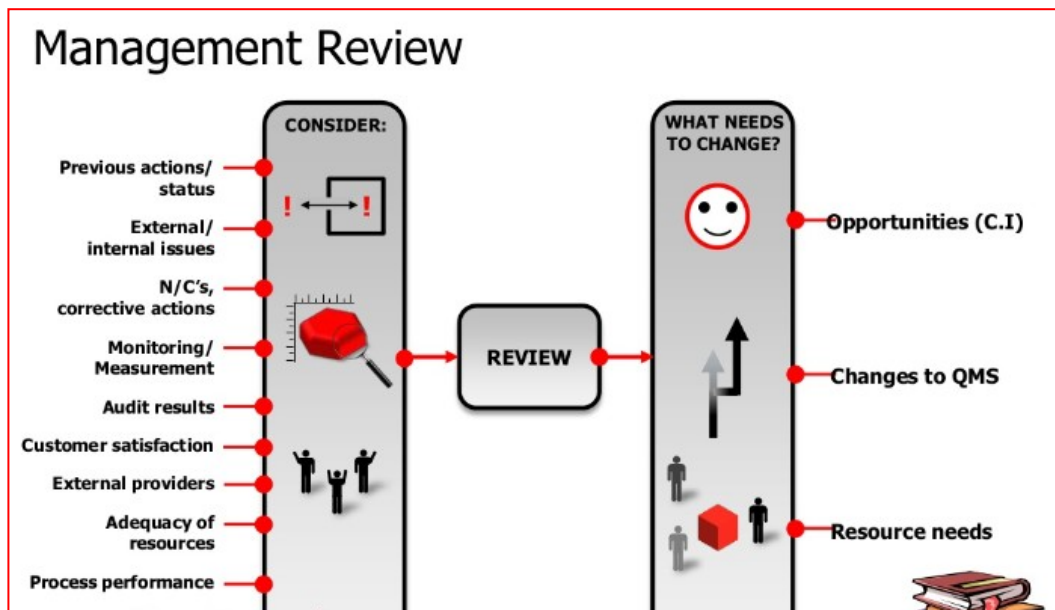 Management Review
CONSIDER:
Previous actions/
status
External/
internal issues
N/C's,
corrective actions
Monitoring/
Measurement
Audit results
Customer satisfaction
External providers
Adequacy of
resources
Process performance
! !
REVIEW
WHAT NEEDS
TO CHANGE?
Opportunities (C.I)
Changes to QMS
Resource needs